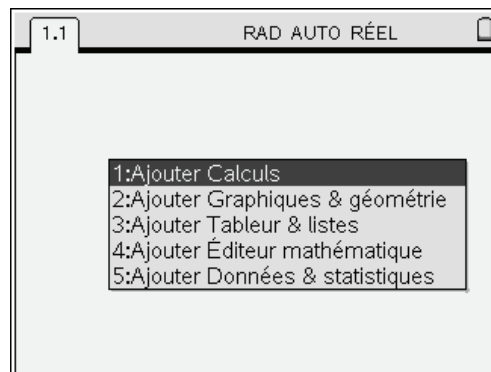 1.1 RAD AUTO RÉEL
1:Ajouter Calculs
2:Ajouter Graphiques & géométrie
3:Ajouter Tableur & listes
4:Ajouter Éditeur mathématique
5:Ajouter Données & statistiques